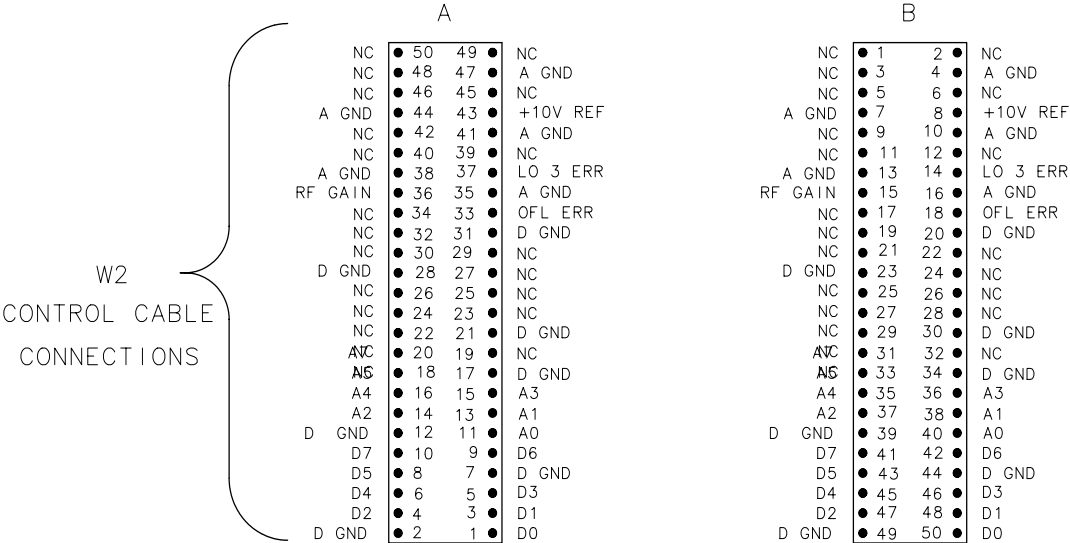 A B
NC 50 49 NC NC 1 2 NC
NC 48 47 A GND NC 3 4 A GND
NC 46 45 NC NC 5 6 NC
A GND 44 43 +10V REF A GND 7 8 +10V REF
NC 42 41 A GND NC 9 10 A GND
NC 40 39 NC NC 11 12 NC
A GND 38 37 LO 3 ERR A GND 13 14 LO 3 ERR
RF GAIN 36 35 A GND RF GAIN 15 16 A GND
NC 34 33 OFL ERR NC 17 18 OFL ERR
NC 32 31 D GND NC 19 20 D GND
NC 30 29 NC NC 21 22 NC
D GND 28 27 NC D GND 23 24 NC
W2
NC 26 25 NC NC 25 26 NC
CONTROL CABLE
NC 24 23 NC NC 27 28 NC
NC 22 21 D GND NC 29 30 D GND
CONNECTIONS
20 19 NC 31 32 NC
18 17 D GND 33 34 D GND
A4 16 15 A3 A4 35 36 A3
A2 14 13 A1 A2 37 38 A1
D GND 12 11 A0 D GND 39 40 A0
D7 10 9 D6 D7 41 42 D6
D5 8 7 D GND D5 43 44 D GND
D4 6 5 D3 D4 45 46 D3
D2 4 3 D1 D2 47 48 D1
D GND 2 1 D0 D GND 49 50 D0